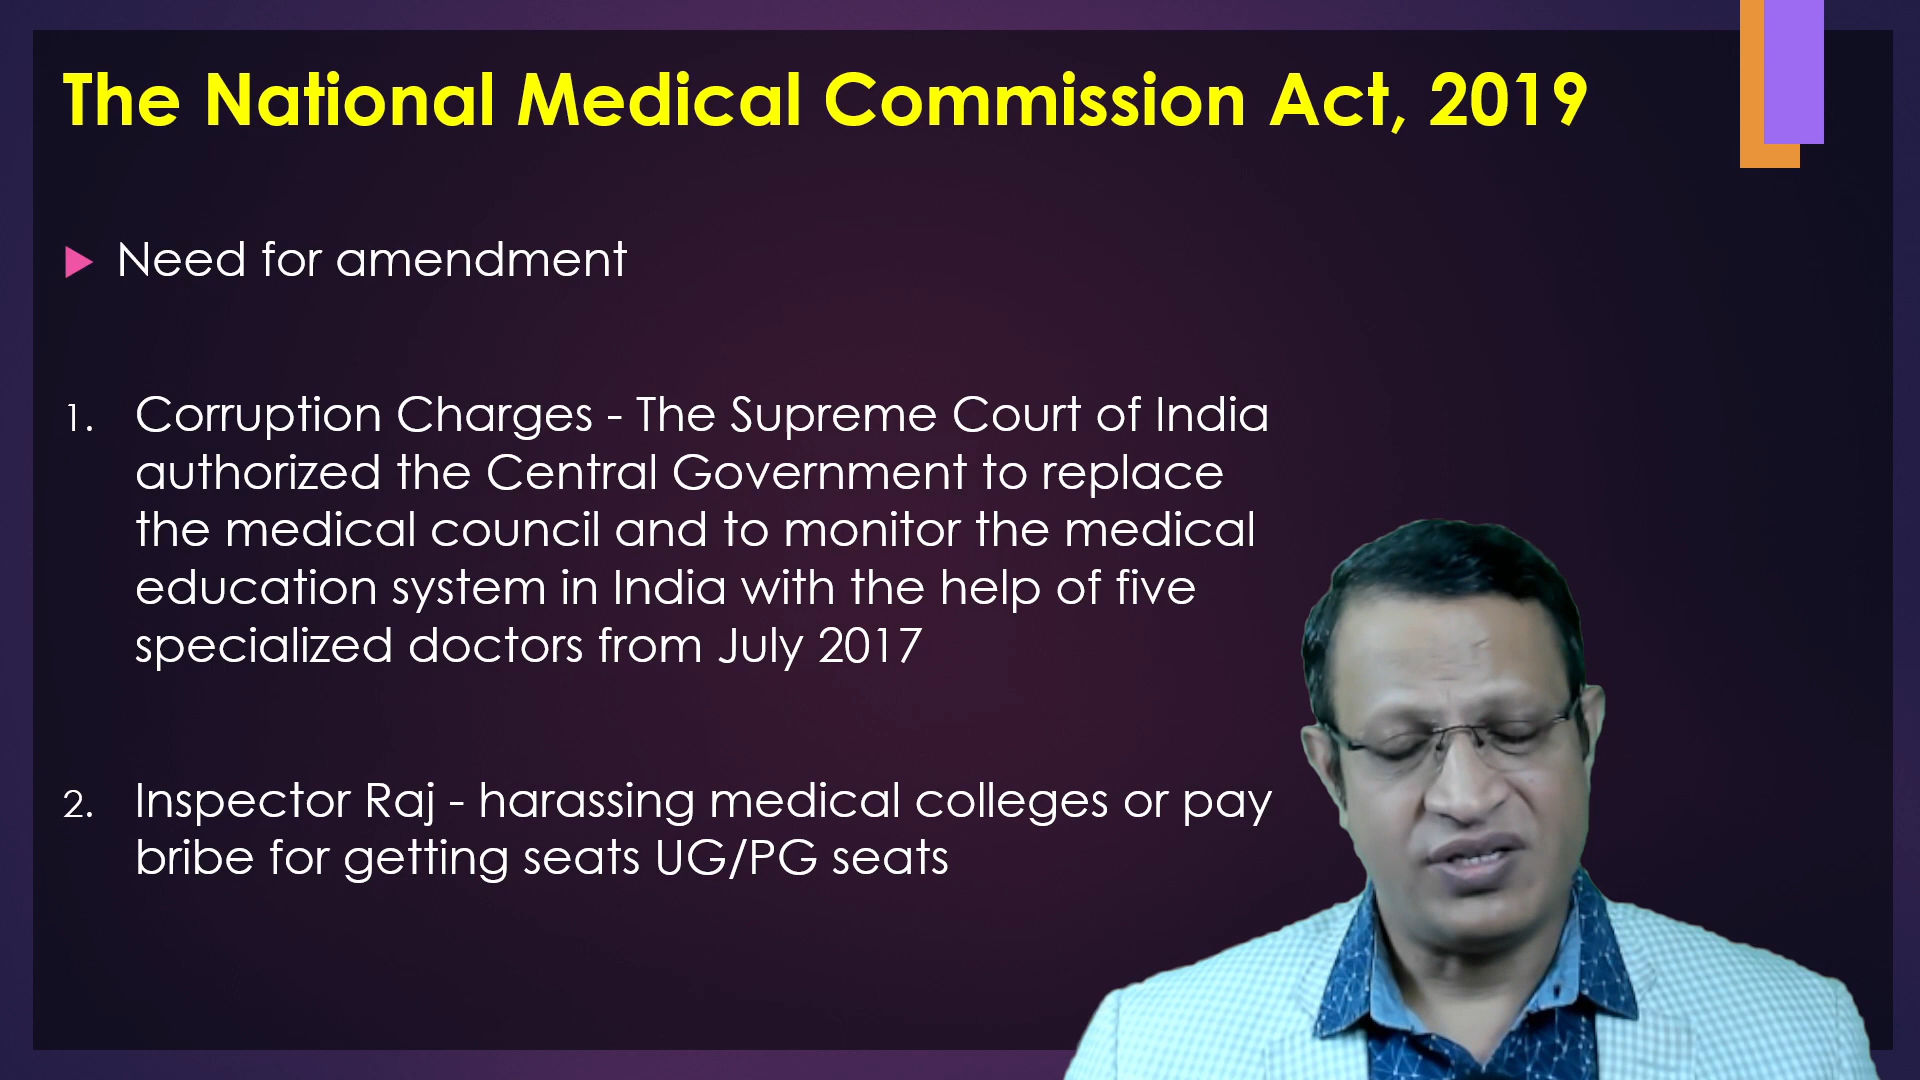 The National Medical Commission Act, 2019
Need for amendment
1. Corruption Charges - The Supreme Court of India
authorized the Central Government to replace
the medical council and to monitor the medical
education system in India with the help of five
specialized doctors from July 2017
2. Inspector Raj - harassing medical colleges or pay
bribe for getting seats UG/PG seats